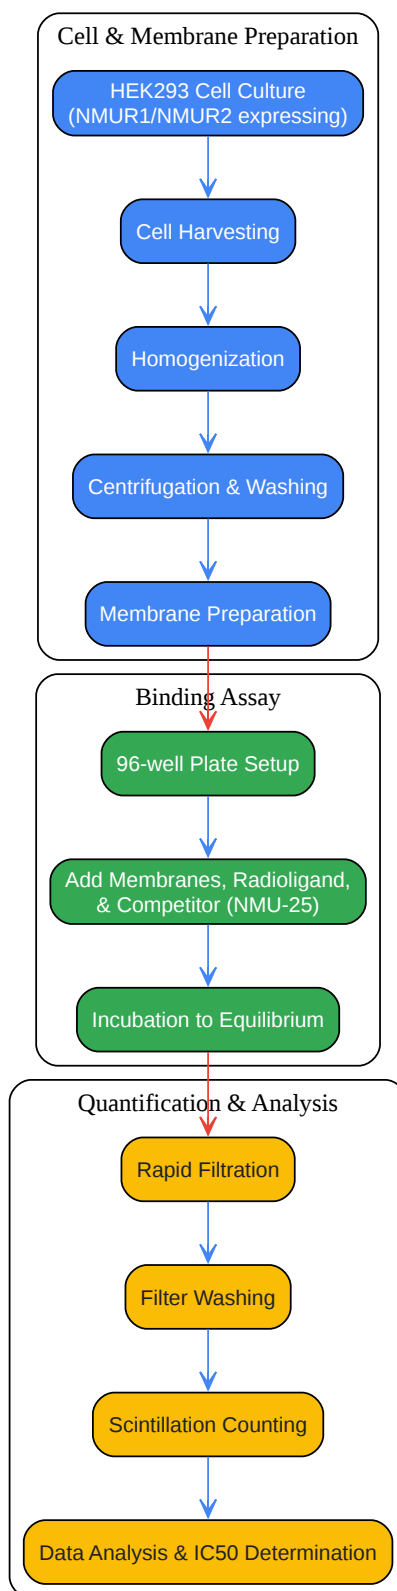 Cell & Membrane Preparation
HEK293 Cell Culture
(NMUR1/NMUR2 expressing)
Cell Harvesting
Homogenization
Centrifugation & Washing
Membrane Preparation
Binding Assay
96-well Plate Setup
Add Membranes, Radioligand,
& Competitor (NMU-25)
Incubation to Equilibrium
Quantification & Analysis
Rapid Filtration
Filter Washing
Scintillation Counting
Data Analysis & IC50 Determination